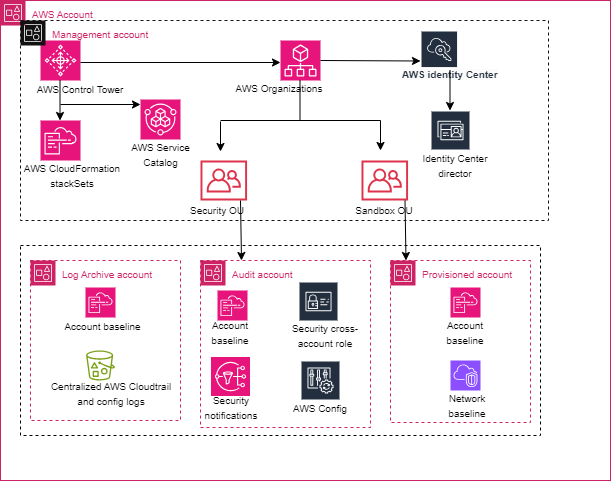 AWS Account
Management account
AWS Control Tower
AWS Organizations
AWS identity Center
AWS CloudFormation
stackSets
AWS Service
Catalog
Identity Center
director
Security OU
Sandbox OU
Log Archive account
Account baseline
Centralized AWS Cloudtrail
and config logs
Audit account
Account
baseline
Security cross-
account role
Security
notifications
AWS Config
Provisioned account
Account
baseline
Network
baseline